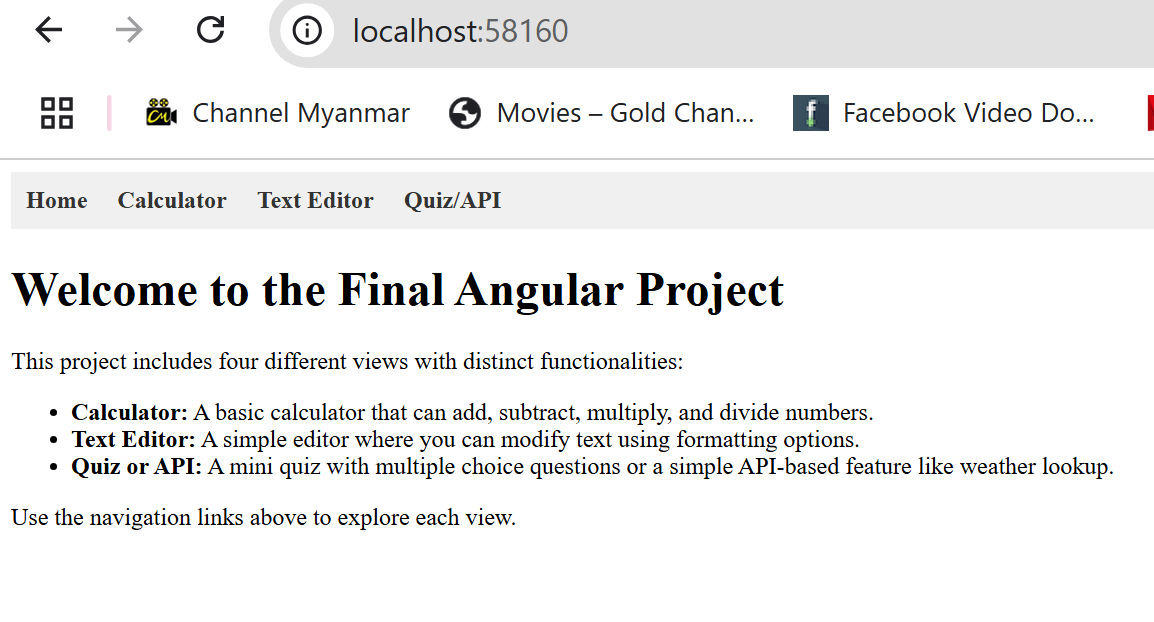 localhost:58160
Channel Myanmar Movies – Gold Chan... Facebook Video Do...
Home Calculator Text Editor Quiz/API
Welcome to the Final Angular Project
This project includes four different views with distinct functionalities:
• Calculator: A basic calculator that can add, subtract, multiply, and divide numbers.
• Text Editor: A simple editor where you can modify text using formatting options.
• Quiz or API: A mini quiz with multiple choice questions or a simple API-based feature like weather lookup.
Use the navigation links above to explore each view.